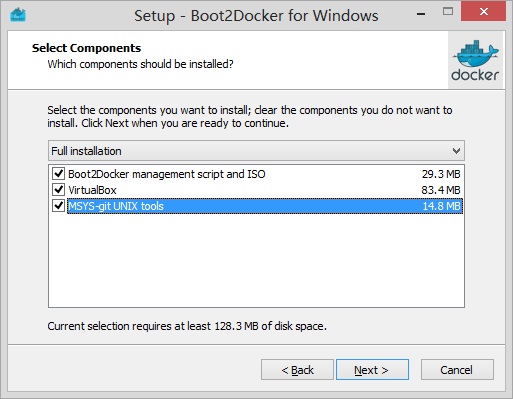 Setup - Boot2Docker for Windows
Select Components
Which components should be installed?
docker
Select the components you want to install; clear the components you do not want to
install. Click Next when you are ready to continue.
Full installation
Boot2Docker management script and ISO 29.3 MB
VirtualBox 83.4 MB
MSYS-git UNIX tools 14.8 MB
Current selection requires at least 128.3 MB of disk space.
< Back Next > Cancel